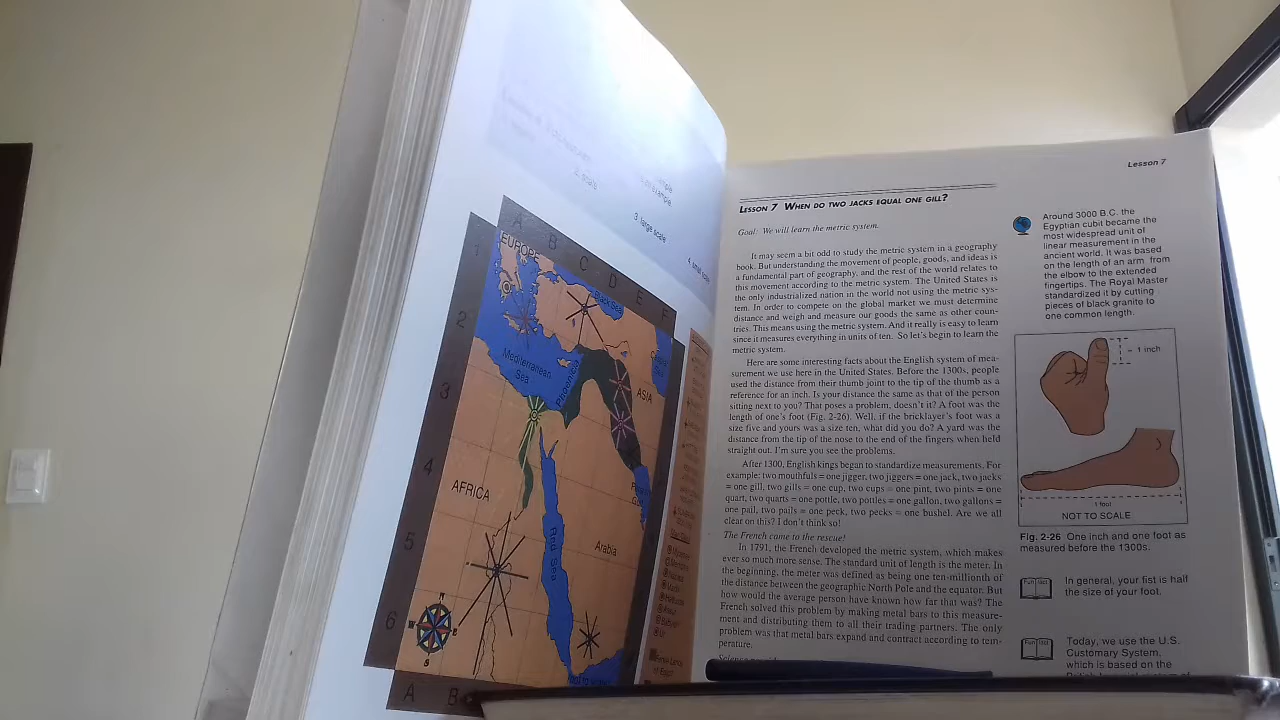 3 large scale
A B C D E F
1
2
3
4
5
6
A B
EUROPE
Black Sea
Mediterranean
Sea
Phoenicia
ASIA
AFRICA
Arabia
Red Sea
N
E
S
Lesson 7
LESSON 7 WHEN DO TWO JACKS EQUAL ONE GILL?
Goal: We will learn the metric system.
It may seem a bit odd to study the metric system in a geography
book. But understanding the movement of people, goods, and ideas is
a fundamental part of geography, and the rest of the world relates to
this movement according to the metric system. The United States is
the only industrialized nation in the world not using the metric sys-
tem. In order to compete on the global market we must determine
distance and weigh and measure our goods the same as other coun-
tries. This means using the metric system. And it really is easy to learn
since it measures everything in units of ten. So let's begin to learn the
metric system.
Here are some interesting facts about the English system of mea-
surement we use here in the United States. Before the 1300s, people
used the distance from their thumb joint to the tip of the thumb as a
reference for an inch. Is your distance the same as that of the person
sitting next to you? That poses a problem, doesn't it? A foot was the
length of one's foot (Fig. 2-26). Well, if the bricklayer's foot was a
size five and yours was a size ten, what did you do? A yard was the
distance from the tip of the nose to the end of the fingers when held
straight out. I'm sure you see the problems.
After 1300, English kings began to standardize measurements. For
example: two mouthfuls = one jigger, two jiggers = one jack, two jacks
= one gill, two gills = one cup, two cups = one pint, two pints = one
quart, two quarts = one pottle, two pottles = one gallon, two gallons =
one pail, two pails = one peck, two pecks = one bushel. Are we all
clear on this? I don't think so!
The French come to the rescue!
In 1791, the French developed the metric system, which makes
ever so much more sense. The standard unit of length is the meter. In
the beginning, the meter was defined as being one ten-millionth of
the distance between the geographic North Pole and the equator. But
how would the average person have known how far that was? The
French solved this problem by making metal bars to this measure-
ment and distributing them to all their trading partners. The only
problem was that metal bars expand and contract according to tem-
perature.
Around 3000 B.C. the
Egyptian cubit became the
most widespread unit of
linear measurement in the
ancient world. It was based
on the length of an arm from
the elbow to the extended
fingertips. The Royal Master
standardized it by cutting
pieces of black granite to
one common length.
= 1 inch
1 foot
NOT TO SCALE
Fig. 2-26 One inch and one foot as
measured before the 1300s.
Fun fact
In general, your fist is half
the size of your foot.
Fun fact
Today, we use the U.S.
Customary System,
which is based on the